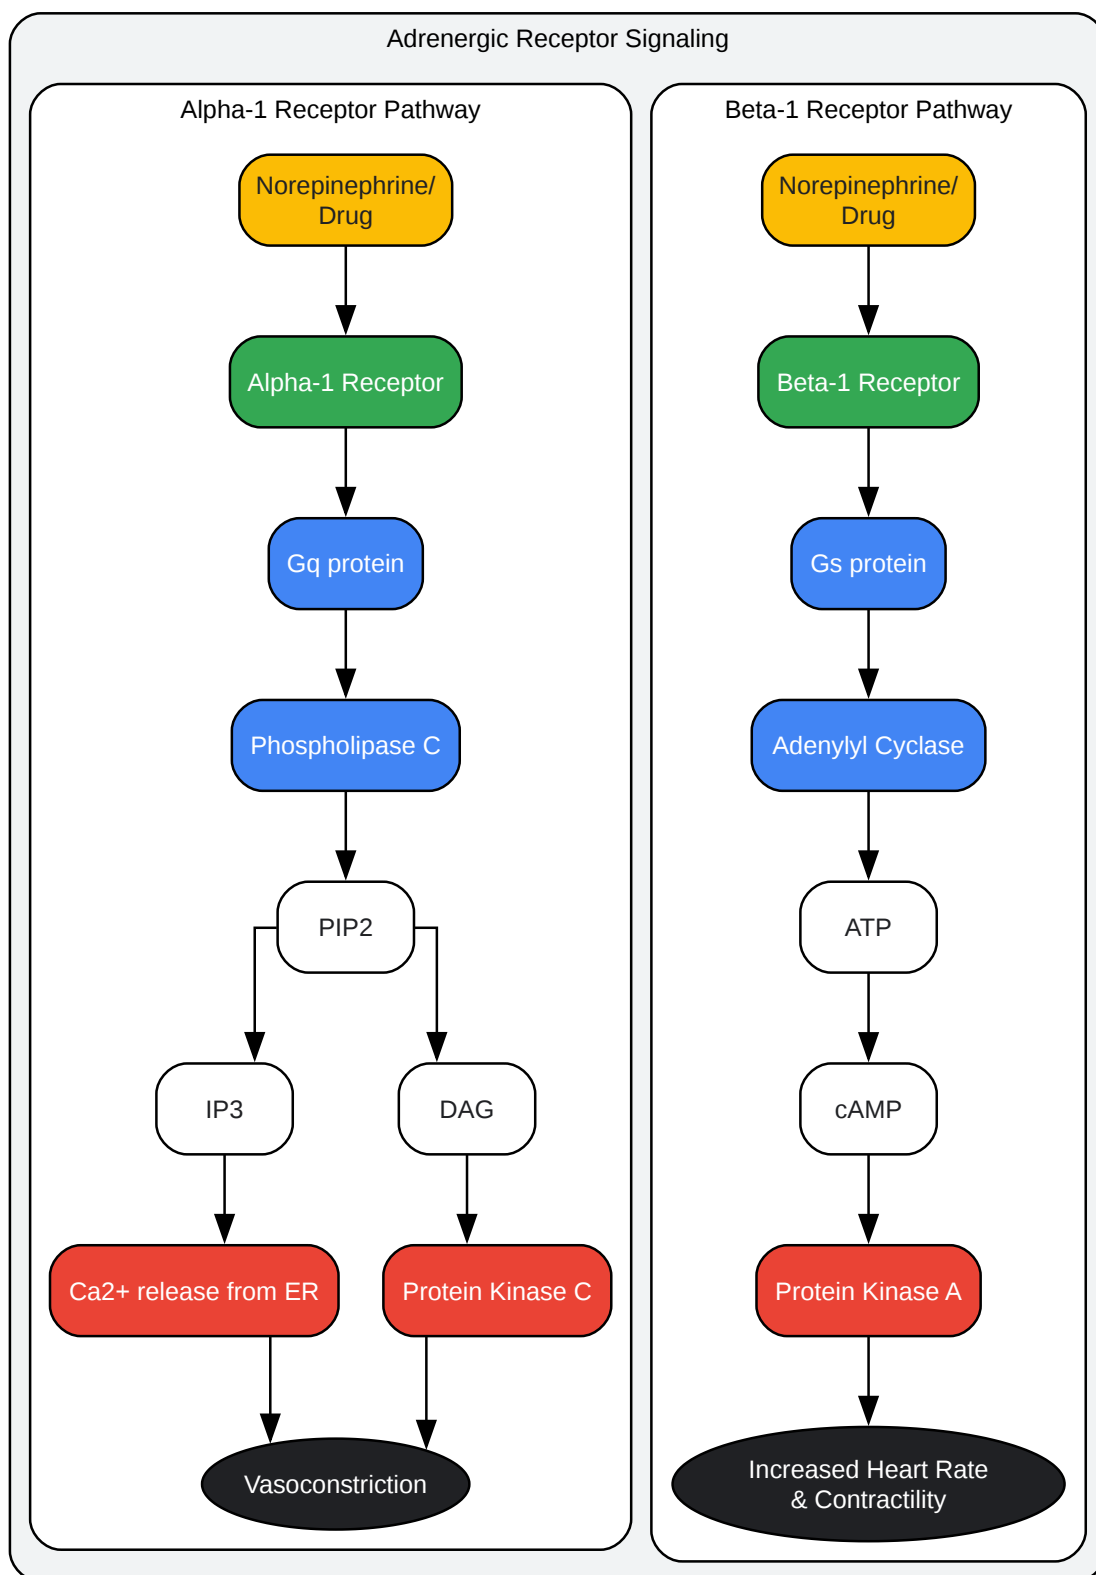 Adrenergic Receptor Signaling
Alpha-1 Receptor Pathway
Norepinephrine/
Drug
Alpha-1 Receptor
Gq protein
Phospholipase C
PIP2
IP3
DAG
Ca2+ release from ER
Protein Kinase C
Vasoconstriction
Beta-1 Receptor Pathway
Norepinephrine/
Drug
Beta-1 Receptor
Gs protein
Adenylyl Cyclase
ATP
cAMP
Protein Kinase A
Increased Heart Rate
& Contractility